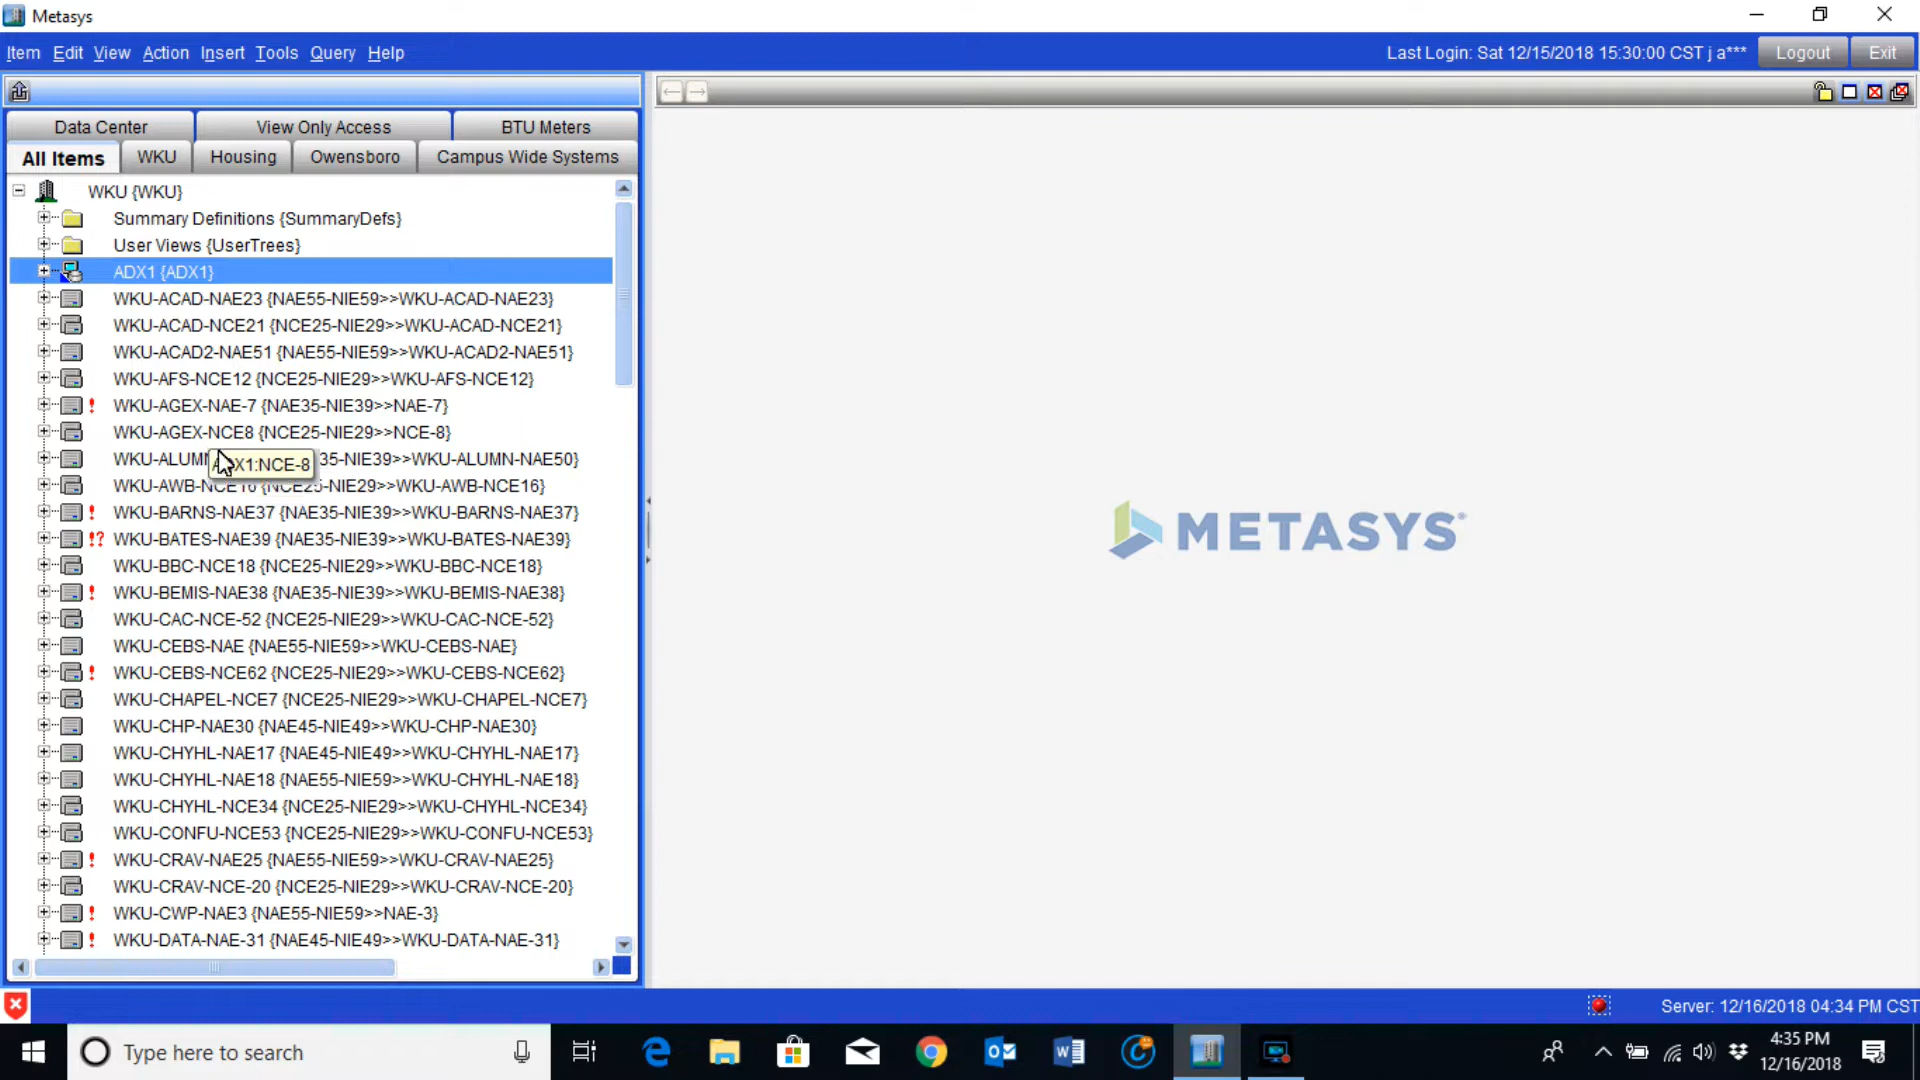 Metasys
Item Edit View Action Insert Tools Query Help
Last Login: Sat 12/15/2018 15:30:00 CST j a*** Logout Exit
Data Center View Only Access BTU Meters
All Items WKU Housing Owensboro Campus Wide Systems
WKU {WKU}
Summary Definitions {SummaryDefs}
User Views {UserTrees}
ADX1 {ADX1}
WKU-ACAD-NAE23 {NAE55-NIE59>>WKU-ACAD-NAE23}
WKU-ACAD-NCE21 {NCE25-NIE29>>WKU-ACAD-NCE21}
WKU-ACAD2-NAE51 {NAE55-NIE59>>WKU-ACAD2-NAE51}
WKU-AFS-NCE12 {NCE25-NIE29>>WKU-AFS-NCE12}
! WKU-AGEX-NAE-7 {NAE35-NIE39>>NAE-7}
WKU-AGEX-NCE8 {NCE25-NIE29>>NCE-8}
WKU-ALUMN 35-NIE39>>WKU-ALUMN-NAE50}
X1:NCE-8
WKU-AWB-NCE16 {NCE25-NIE29>>WKU-AWB-NCE16}
! WKU-BARNS-NAE37 {NAE35-NIE39>>WKU-BARNS-NAE37}
!? WKU-BATES-NAE39 {NAE35-NIE39>>WKU-BATES-NAE39}
WKU-BBC-NCE18 {NCE25-NIE29>>WKU-BBC-NCE18}
! WKU-BEMIS-NAE38 {NAE35-NIE39>>WKU-BEMIS-NAE38}
WKU-CAC-NCE-52 {NCE25-NIE29>>WKU-CAC-NCE-52}
WKU-CEBS-NAE {NAE55-NIE59>>WKU-CEBS-NAE}
! WKU-CEBS-NCE62 {NCE25-NIE29>>WKU-CEBS-NCE62}
WKU-CHAPEL-NCE7 {NCE25-NIE29>>WKU-CHAPEL-NCE7}
WKU-CHP-NAE30 {NAE45-NIE49>>WKU-CHP-NAE30}
WKU-CHYHL-NAE17 {NAE45-NIE49>>WKU-CHYHL-NAE17}
WKU-CHYHL-NAE18 {NAE55-NIE59>>WKU-CHYHL-NAE18}
WKU-CHYHL-NCE34 {NCE25-NIE29>>WKU-CHYHL-NCE34}
WKU-CONFU-NCE53 {NCE25-NIE29>>WKU-CONFU-NCE53}
! WKU-CRAV-NAE25 {NAE55-NIE59>>WKU-CRAV-NAE25}
WKU-CRAV-NCE-20 {NCE25-NIE29>>WKU-CRAV-NCE-20}
! WKU-CWP-NAE3 {NAE55-NIE59>>NAE-3}
! WKU-DATA-NAE-31 {NAE45-NIE49>>WKU-DATA-NAE-31}
METASYS®
Server: 12/16/2018 04:34 PM CST
Type here to search
4:35 PM
12/16/2018